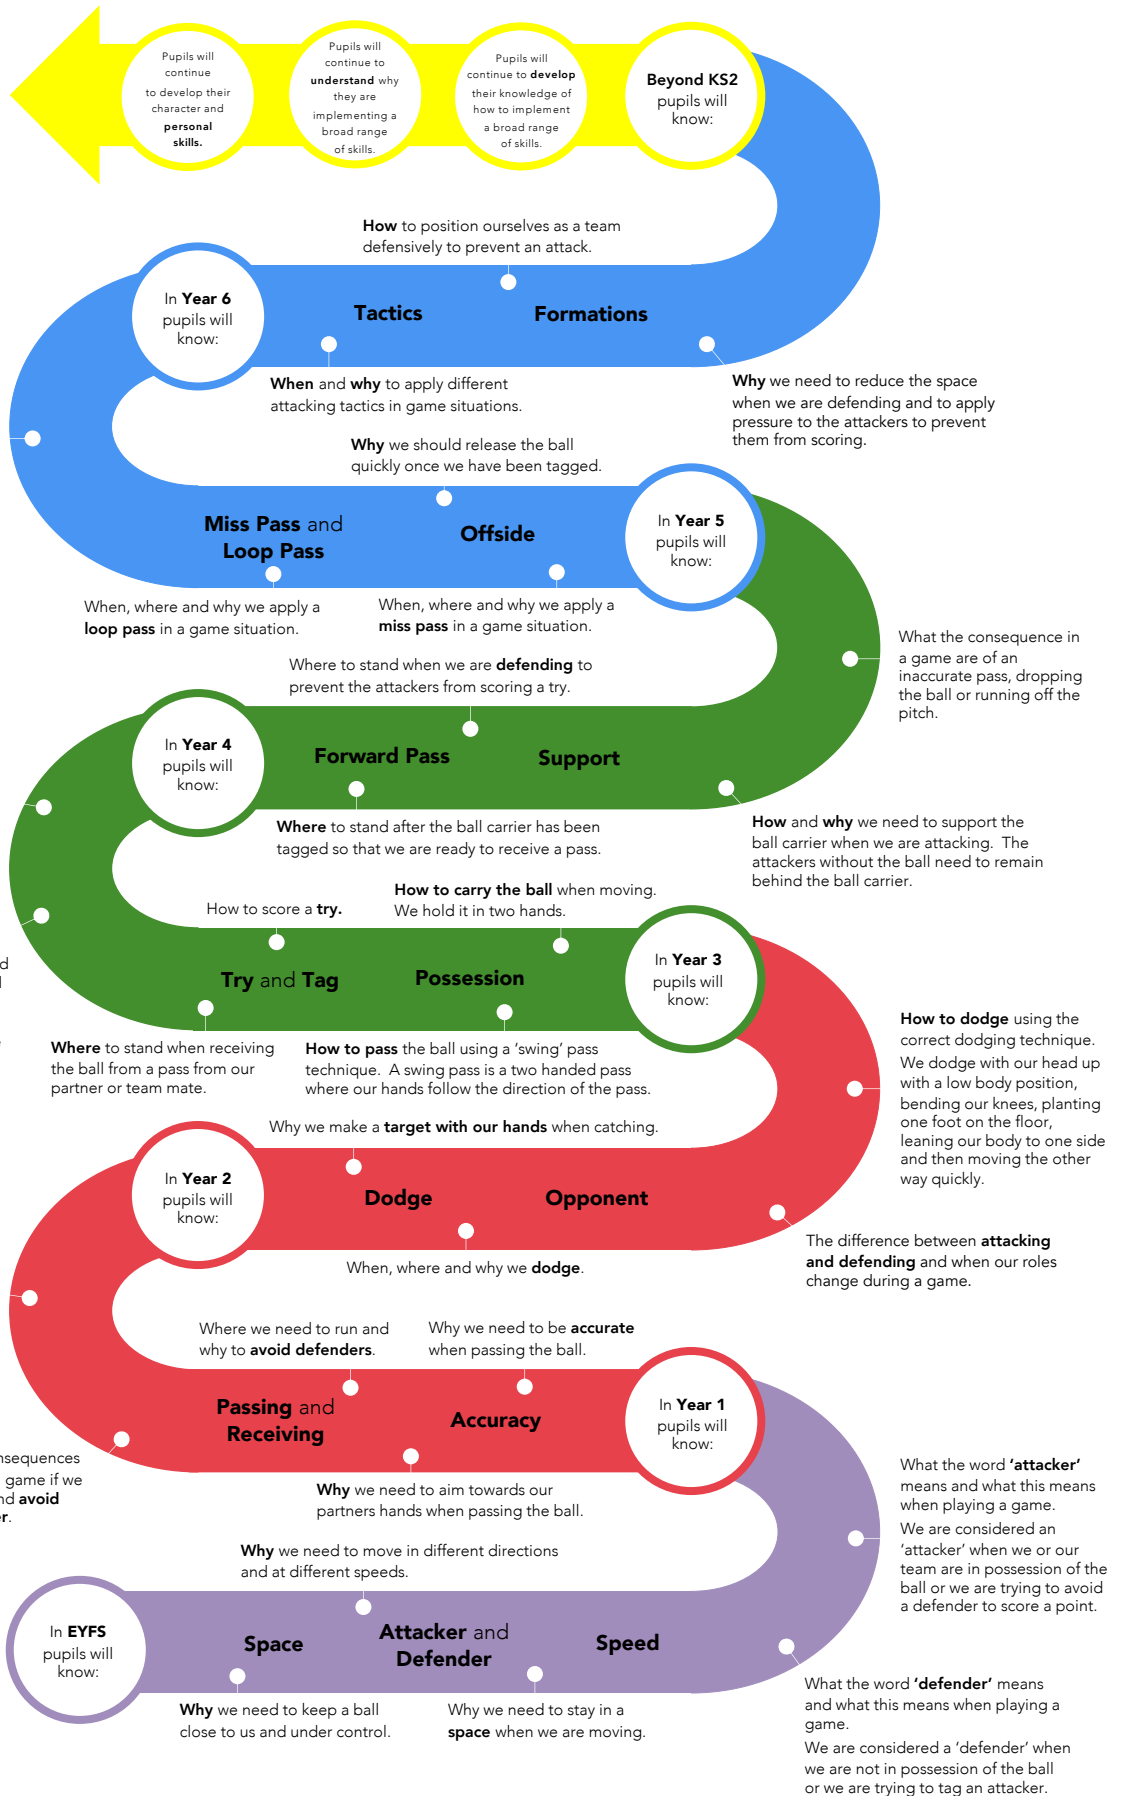 Pupils will
continue
to develop their
character and
personal
skills.
Pupils will
continue to
understand why
they are
implementing a
broad range
of skills.
Pupils will
continue to develop
their knowledge of
how to implement
a broad range
of skills.
Beyond KS2
pupils will
know:
How to position ourselves as a team
defensively to prevent an attack.
In Year 6
pupils will
know:
Tactics
Formations
When and why to apply different
attacking tactics in game situations.
Why we need to reduce the space
when we are defending and to apply
pressure to the attackers to prevent
them from scoring.
Why we should release the ball
quickly once we have been tagged.
Miss Pass and
Loop Pass
Offside
In Year 5
pupils will
know:
When, where and why we apply a
loop pass in a game situation.
When, where and why we apply a
miss pass in a game situation.
What the consequence in
a game are of an
inaccurate pass, dropping
the ball or running off the
pitch.
Where to stand when we are defending to
prevent the attackers from scoring a try.
In Year 4
pupils will
know:
Forward Pass
Support
Where to stand after the ball carrier has been
tagged so that we are ready to receive a pass.
How and why we need to support the
ball carrier when we are attacking. The
attackers without the ball need to remain
behind the ball carrier.
How to score a try.
How to carry the ball when moving.
We hold it in two hands.
Try and Tag
Possession
In Year 3
pupils will
know:
Where to stand when receiving
the ball from a pass from our
partner or team mate.
How to pass the ball using a ‘swing’ pass
technique. A swing pass is a two handed pass
where our hands follow the direction of the pass.
How to dodge using the
correct dodging technique.
We dodge with our head up
with a low body position,
bending our knees, planting
one foot on the floor,
leaning our body to one side
and then moving the other
way quickly.
Why we make a target with our hands when catching.
In Year 2
pupils will
know:
Dodge
Opponent
When, where and why we dodge.
The difference between attacking
and defending and when our roles
change during a game.
Where we need to run and
why to avoid defenders.
Why we need to be accurate
when passing the ball.
Passing and
Receiving
Accuracy
In Year 1
pupils will
know:
game if we
avoid
Why we need to aim towards our
partners hands when passing the ball.
What the word ‘attacker’
means and what this means
when playing a game.
We are considered an
‘attacker’ when we or our
team are in possession of the
ball or we are trying to avoid
a defender to score a point.
Why we need to move in different directions
and at different speeds.
In EYFS
pupils will
know:
Space
Attacker and
Defender
Speed
Why we need to keep a ball
close to us and under control.
Why we need to stay in a
space when we are moving.
What the word ‘defender’ means
and what this means when playing a
game.
We are considered a ‘defender’ when
we are not in possession of the ball
or we are trying to tag an attacker.